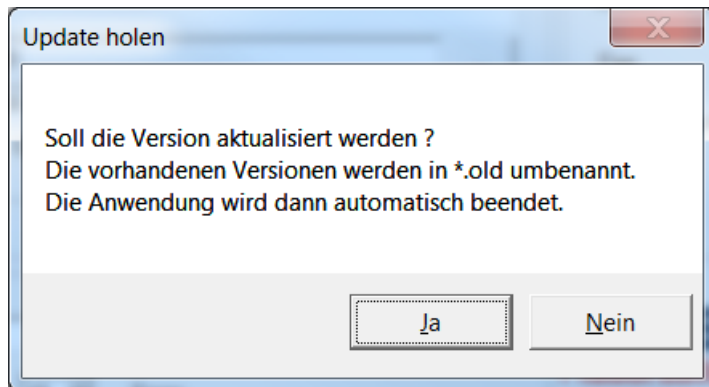 Update holen
Soll die Version aktualisiert werden ?
Die vorhandenen Versionen werden in *.old umbenannt.
Die Anwendung wird dann automatisch beendet.
Ja
Nein